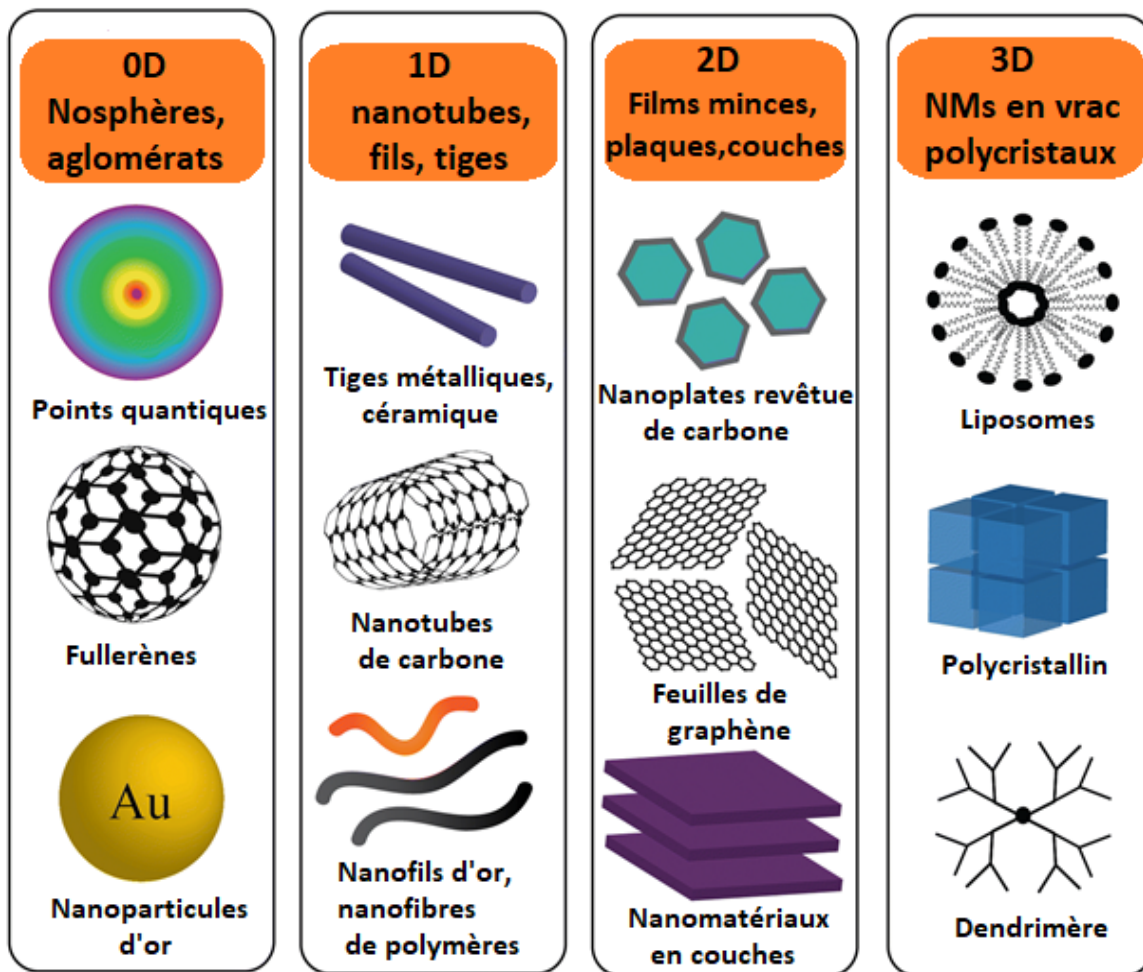 0D
Nosphères,
aglomérats
Points quantiques
Fullerènes
Au
Nanoparticules
d'or
1D
nanotubes,
fils, tiges
Tiges métalliques,
céramique
Nanotubes
de carbone
Nanofils d'or,
nanofibres
de polymères
2D
Films minces,
plaques,couches
Nanoplates revêtue
de carbone
Feuilles de
graphène
Nanomatériaux
en couches
3D
NMs en vrac
polycristaux
Liposomes
Polycristallin
Dendrimère